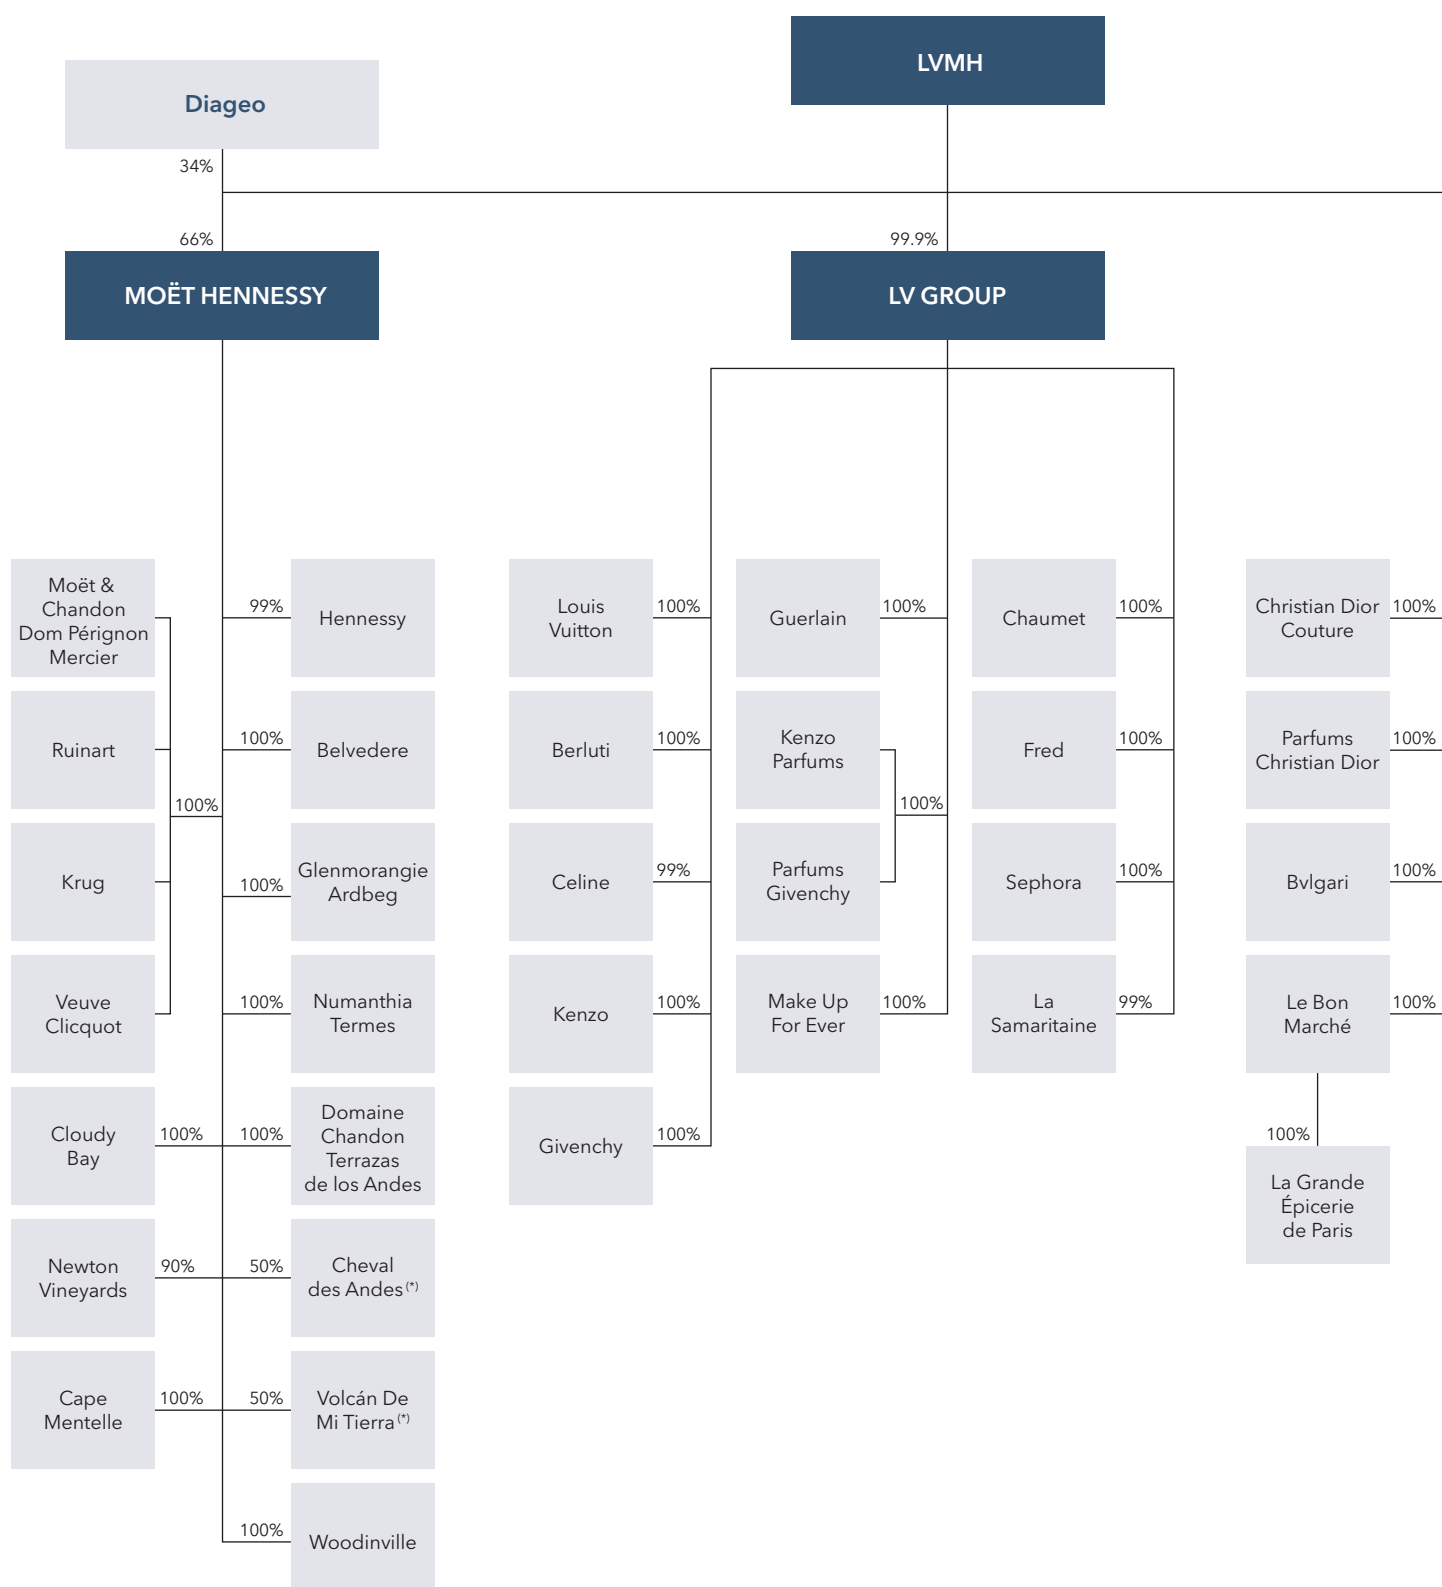 LVMH
Diageo
34%
66%
99.9%
MOËT HENNESSY
LV GROUP
Moët &
Chandon
Dom Pérignon
Mercier
99%
Hennessy
Ruinart
100%
Belvedere
100%
Krug
100%
Glenmorangie
Ardbeg
Veuve
Clicquot
100%
Numanthia
Termes
Cloudy
Bay
100%
100%
Domaine
Chandon
Terrazas
de los Andes
Newton
Vineyards
90%
50%
Cheval
des Andes (*)
Cape
Mentelle
100%
50%
Volcán De
Mi Tierra (*)
100%
Woodinville
Louis
Vuitton
100%
Berluti
100%
Celine
99%
Kenzo
100%
Givenchy
100%
Guerlain
100%
Kenzo
Parfums
100%
Parfums
Givenchy
Make Up
For Ever
100%
Chaumet
100%
Fred
100%
Sephora
100%
La
Samaritaine
99%
Christian Dior
Couture
100%
Parfums
Christian Dior
100%
Bvlgari
100%
Le Bon
Marché
100%
100%
La Grande
Épicerie
de Paris